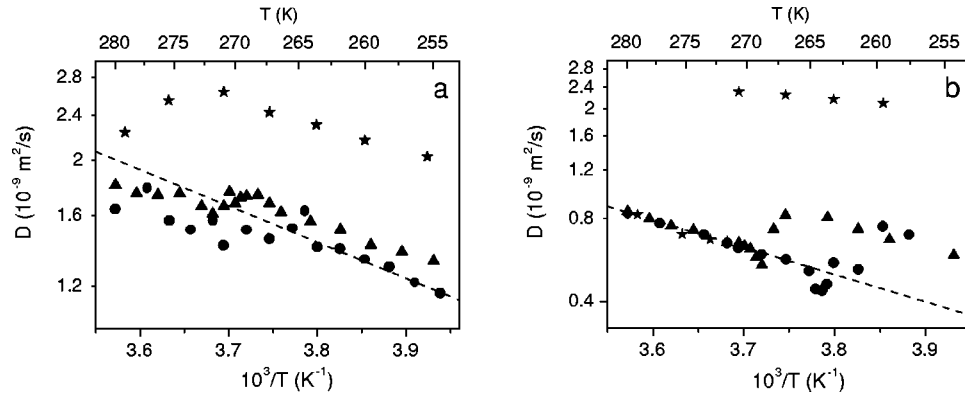 T (K)
280 275 270 265 260 255
2.8
2.4
2
1.6
1.2
D (10⁻⁹ m²/s)
a
3.6 3.7 3.8 3.9
10³/T (K⁻¹)
T (K)
280 275 270 265 260 255
2.8
2.4
2
1.6
0.8
0.4
D (10⁻⁹ m²/s)
b
3.6 3.7 3.8 3.9
10³/T (K⁻¹)